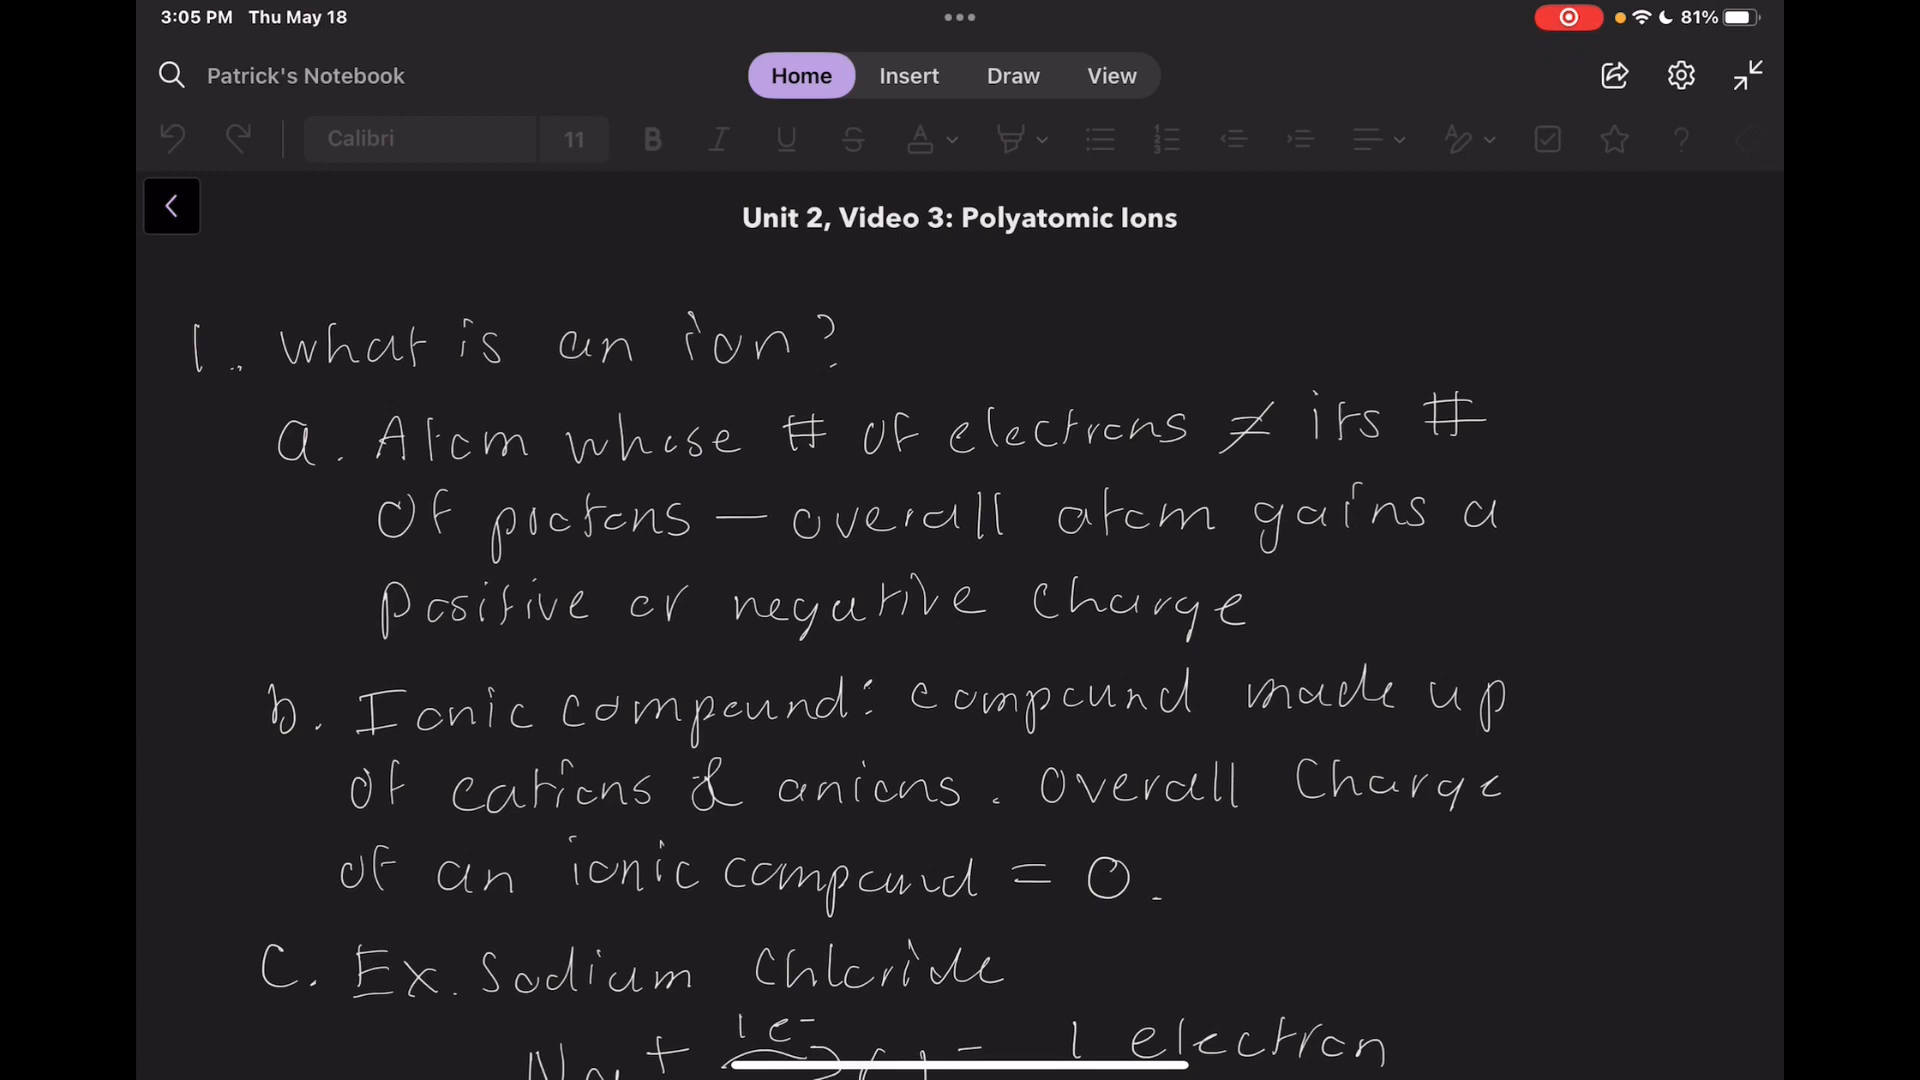 3:05 PM Thu May 18
81%
Patrick's Notebook
Home Insert Draw View
Calibri 11
Unit 2, Video 3: Polyatomic Ions
1. What is an ion?
a. Atom whose # of electrons ≠ its #
of protons — overall atom gains a
positive or negative charge
b. Ionic compound: compound made up
of cations & anions. Overall charge
of an ionic compound = 0.
C. Ex. Sodium Chloride
1e-
Na+ Cl- 1 electron